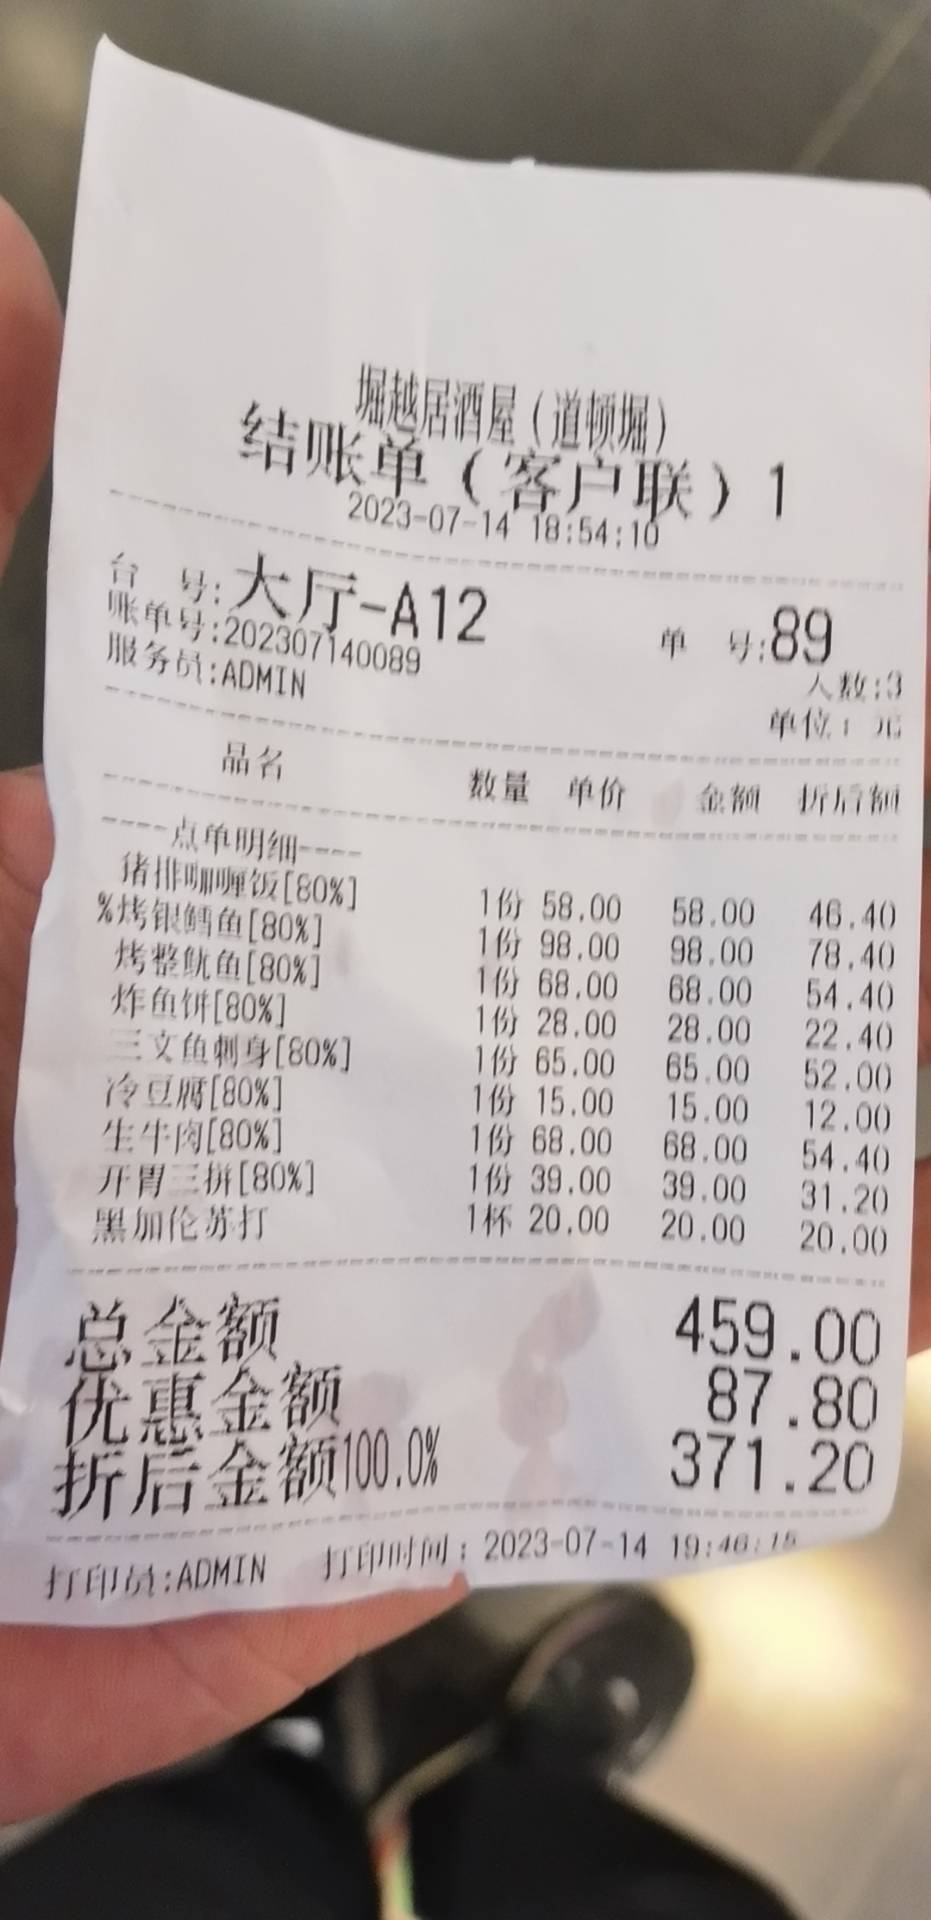 堀越居酒屋(道顿堀)
结账单(客户联)1
2023-07-14 18:54:10
台 号:大厅-A12 单 号:89
账单号:202307140089
服务员:ADMIN 人数:3
单位: 元
品名 数量 单价 金额 折后额
----点单明细----
猪排咖喱饭[80%] 1份 58.00 58.00 46.40
%烤银鳕鱼[80%] 1份 98.00 98.00 78.40
烤整鱿鱼[80%] 1份 68.00 68.00 54.40
炸鱼饼[80%] 1份 28.00 28.00 22.40
三文鱼刺身[80%] 1份 65.00 65.00 52.00
冷豆腐[80%] 1份 15.00 15.00 12.00
生牛肉[80%] 1份 68.00 68.00 54.40
开胃三拼[80%] 1份 39.00 39.00 31.20
黑加伦苏打 1杯 20.00 20.00 20.00
总金额 459.00
优惠金额 87.80
折后金额100.0% 371.20
打印员:ADMIN 打印时间:2023-07-14 19:46:15